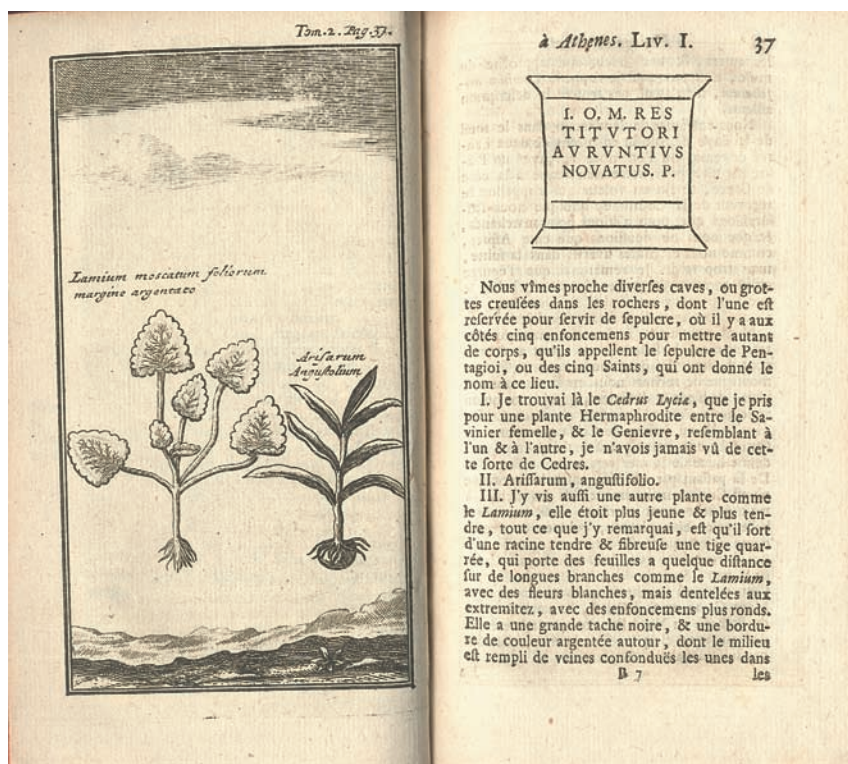 Tom.2. Pag.37.
Lamium moscatum foliorum
margine argentato
Arisarum
Angustolium
à Athenes. LIV. I. 37
I. O. M. RES
TITVTORI
AVRVNTIVS
NOVATUS. P.
Nous vîmes proche diverſes caves, ou grot-
tes creuſées dans les rochers, dont l'une eſt
reſervée pour ſervir de ſepulcre, où il y a aux
côtés cinq enfoncemens pour mettre autant
de corps, qu'ils appellent le ſepulcre de Pen-
tagioi, ou des cinq Saints, qui ont donné le
nom à ce lieu.
I. Je trouvai là le Cedrus Lyciæ, que je pris
pour une plante Hermaphrodite entre le Sa-
vinier femelle, & le Genievre, reſemblant à
l'un & à l'autre, je n'avois jamais vû de cet-
te ſorte de Cedres.
II. Ariſſarum, anguſtifolio.
III. J'y vis auſſi une autre plante comme
le Lamium, elle étoit plus jeune & plus ten-
dre, tout ce que j'y remarquai, eſt qu'il ſort
d'une racine tendre & fibreuſe une tige quar-
rée, qui porte des feuilles a quelque diſtance
ſur de longues branches comme le Lamium,
avec des fleurs blanches, mais dentelées aux
extremitez, avec des enfoncemens plus ronds.
Elle a une grande tache noire, & une bordu-
re de couleur argentée autour, dont le milieu
eſt rempli de veines confonduës les unes dans
B 7 les